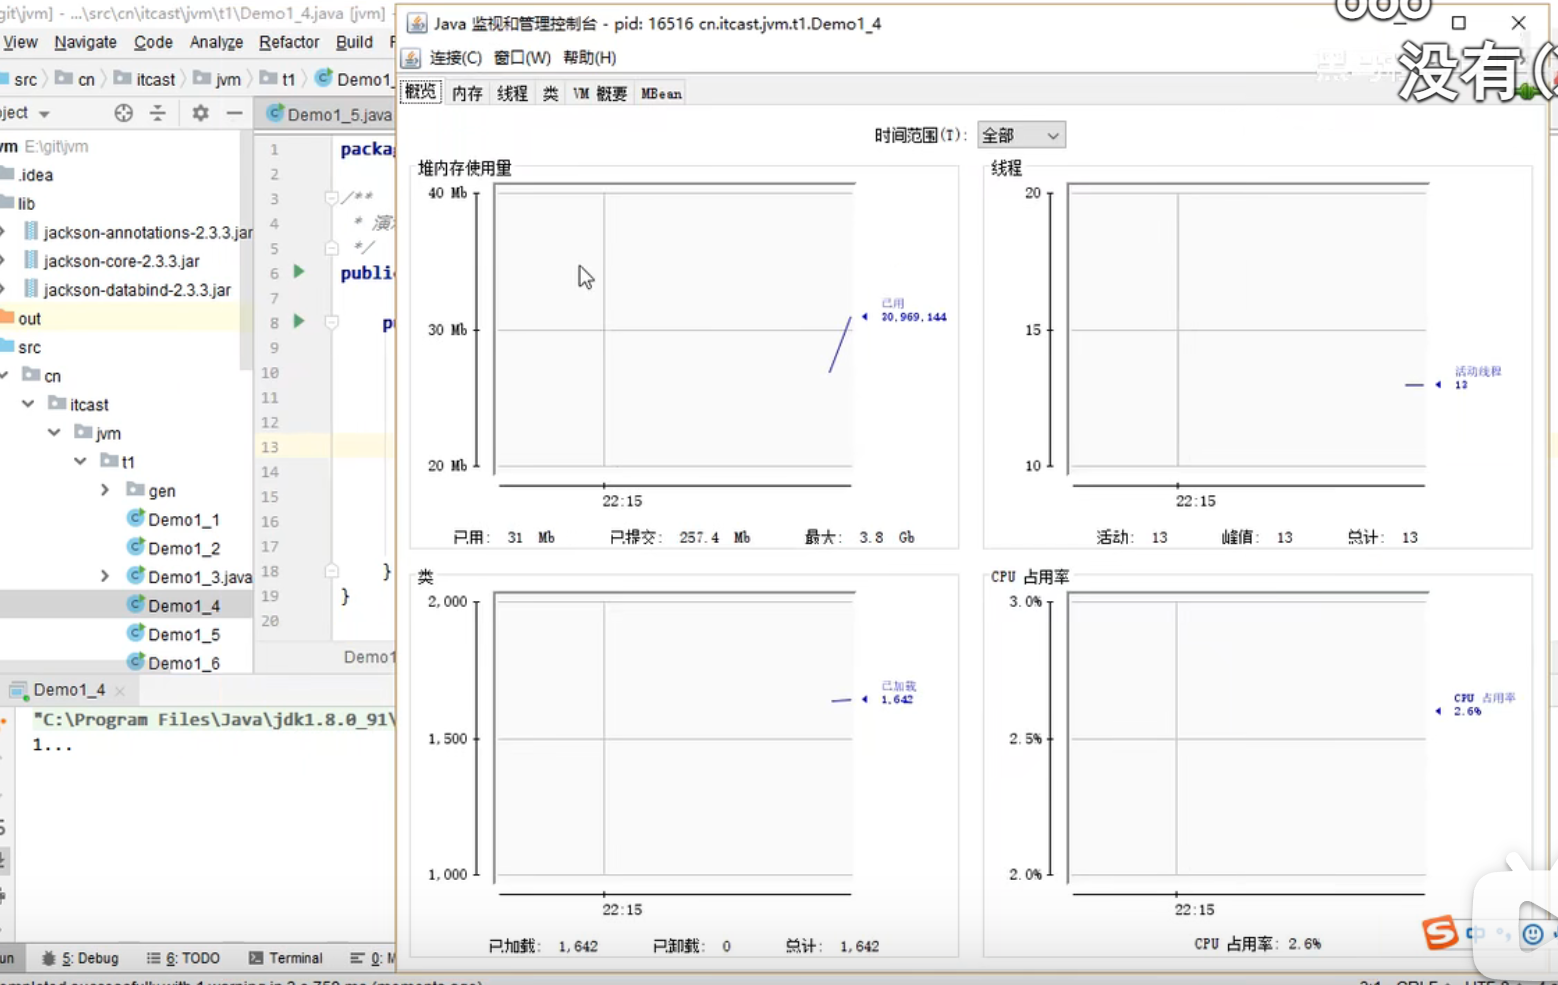 git\jvm] - ...\src\cn\itcast\jvm\t1\Demo1_4.java [jvm]
View Navigate Code Analyze Refactor Build
src cn itcast jvm t1 Demo1_
Demo1_5.java
jvm E:\git\jvm
.idea
lib
jackson-annotations-2.3.3.jar
jackson-core-2.3.3.jar
jackson-databind-2.3.3.jar
out
src
cn
itcast
jvm
t1
gen
Demo1_1
Demo1_2
Demo1_3.java
Demo1_4
Demo1_5
Demo1_6
1 packa
2
3 /**
4 * 演
5 */
6 publi
7
8 pu
9
10
11
12
13
14
15
16
17
18 }
19 }
20
Demo1
Demo1_4
"C:\Program Files\Java\jdk1.8.0_91\
1...
5: Debug 6: TODO Terminal 0: M
Java 监视和管理控制台 - pid: 16516 cn.itcast.jvm.t1.Demo1_4
连接(C) 窗口(W) 帮助(H)
概览 内存 线程 类 VM 概要 MBean
时间范围(T): 全部
堆内存使用量
40 Mb
30 Mb
20 Mb
已用
30,969,144
22:15
已用: 31 Mb 已提交: 257.4 Mb 最大: 3.8 Gb
线程
20
15
10
活动线程
13
22:15
活动: 13 峰值: 13 总计: 13
类
2,000
1,500
1,000
已加载
1,642
22:15
已加载: 1,642 已卸载: 0 总计: 1,642
CPU 占用率
3.0%
2.5%
2.0%
CPU 占用率
2.6%
22:15
CPU 占用率: 2.6%
ooo
没有(
中